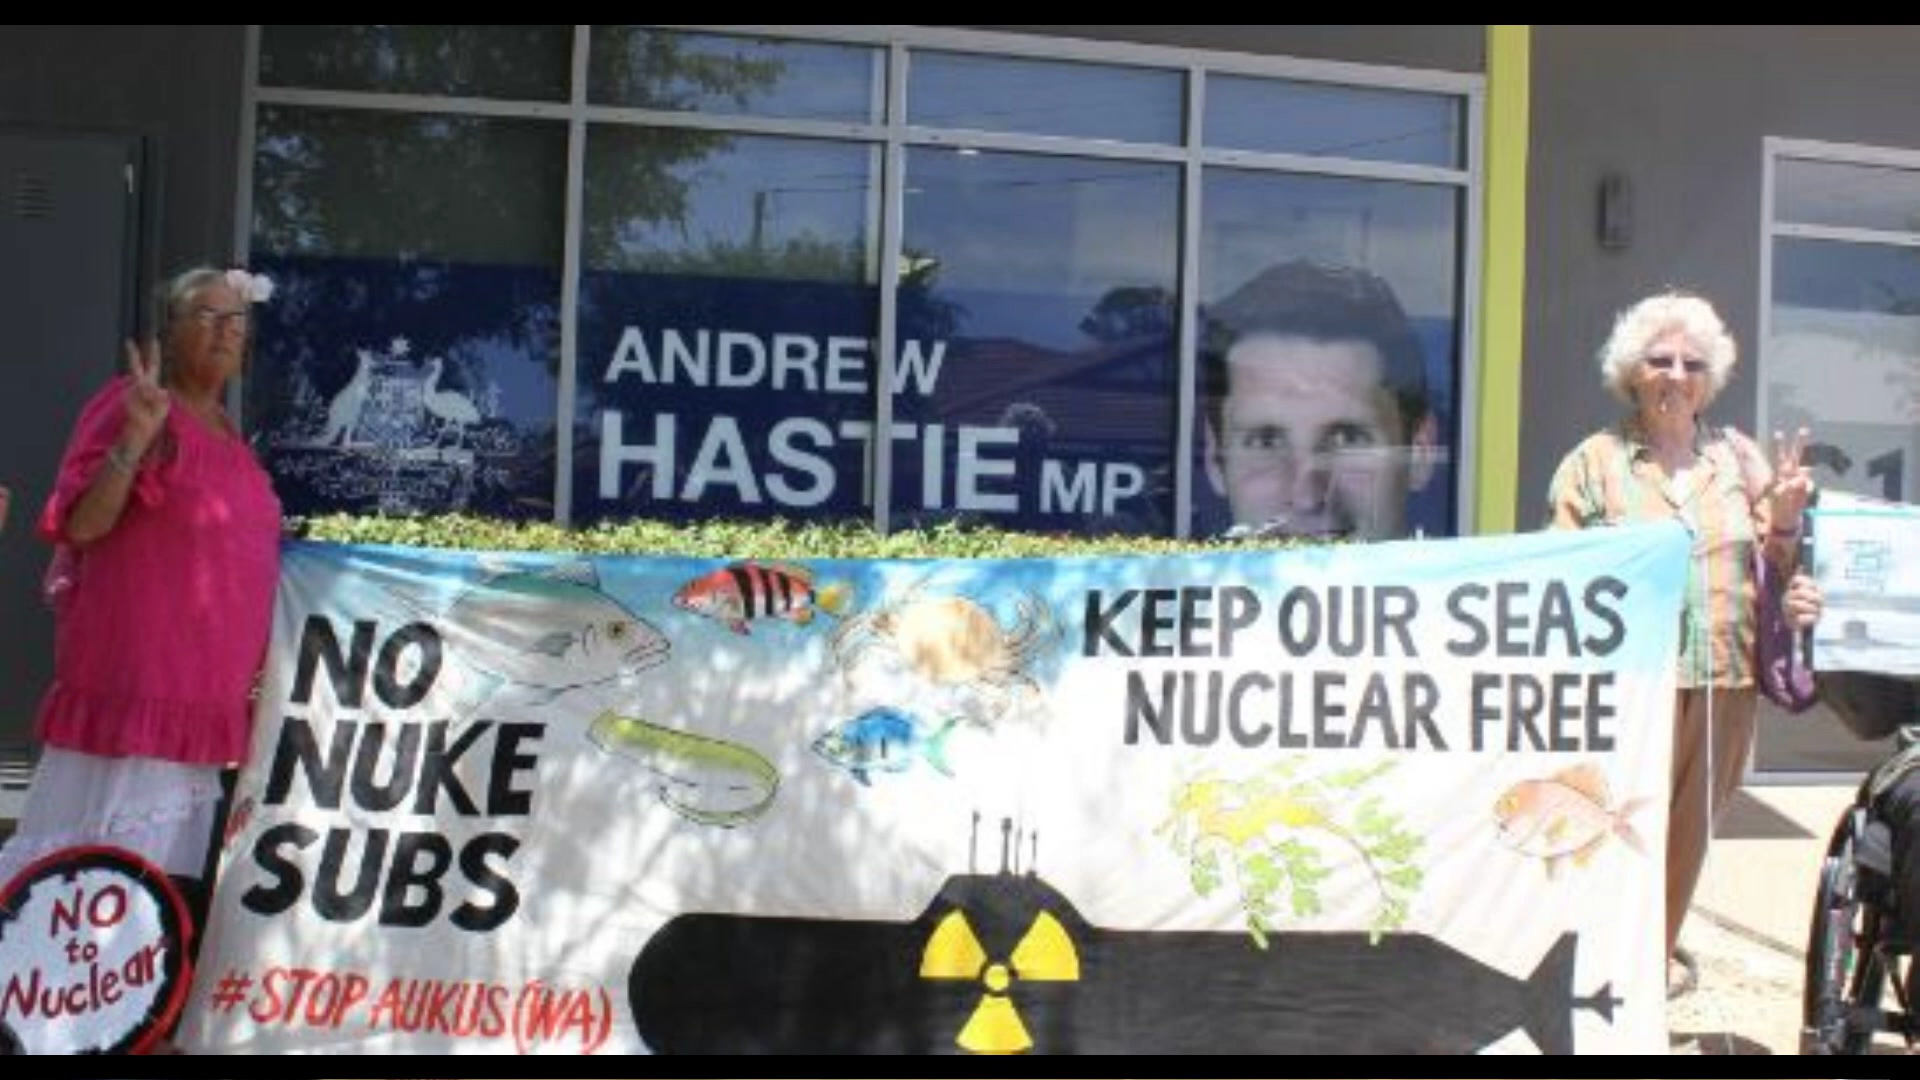 ANDREW
HASTIE MP
NO
NUKE
SUBS
#STOP AUKUS (WA)
KEEP OUR SEAS
NUCLEAR FREE
NO
to
Nuclear